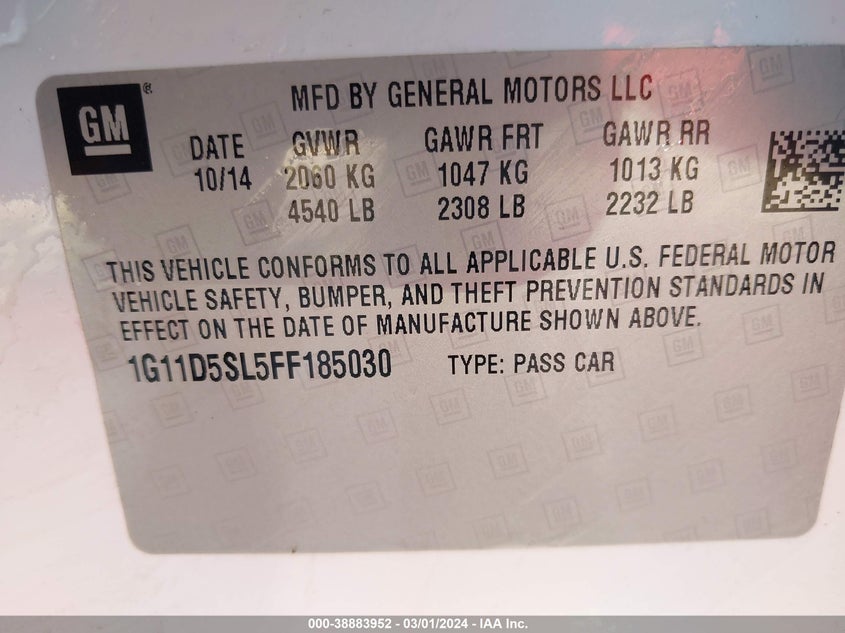 GM
MFD BY GENERAL MOTORS LLC
DATE GVWR GAWR FRT GAWR RR
10/14 2060 KG 1047 KG 1013 KG
4540 LB 2308 LB 2232 LB
THIS VEHICLE CONFORMS TO ALL APPLICABLE U.S. FEDERAL MOTOR
VEHICLE SAFETY, BUMPER, AND THEFT PREVENTION STANDARDS IN
EFFECT ON THE DATE OF MANUFACTURE SHOWN ABOVE.
1G11D5SL5FF185030 TYPE: PASS CAR
000-38883952 - 03/01/2024 - IAA Inc.